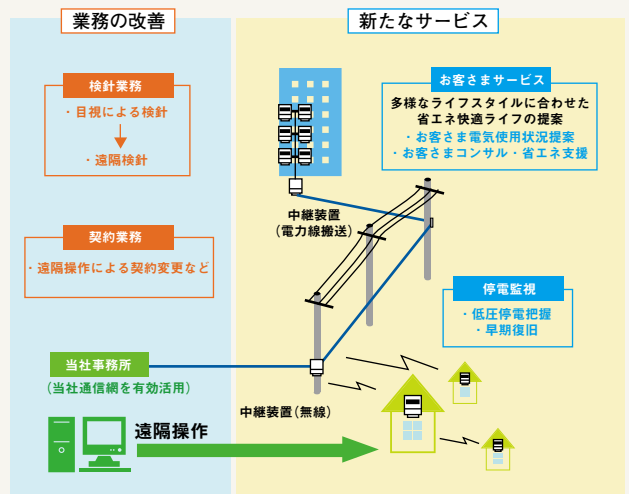 業務の改善
検針業務
・目視による検針
・遠隔検針
契約業務
・遠隔操作による契約変更など
当社事務所
(当社通信網を有効活用)
遠隔操作
新たなサービス
お客さまサービス
多様なライフスタイルに合わせた
省エネ快適ライフの提案
・お客さま電気使用状況提案
・お客さまコンサル・省エネ支援
中継装置
(電力線搬送)
停電監視
・低圧停電把握
・早期復旧
中継装置(無線)